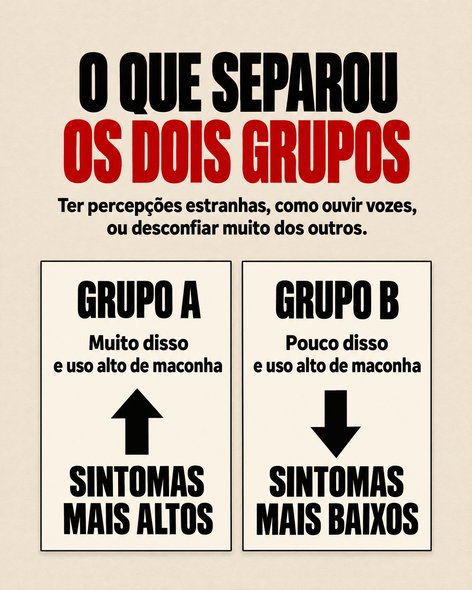 O QUE SEPAROU
OS DOIS GRUPOS
Ter percepções estranhas, como ouvir vozes,
ou desconfiar muito dos outros.
GRUPO A
Muito disso
e uso alto de maconha
SINTOMAS
MAIS ALTOS
GRUPO B
Pouco disso
e uso alto de maconha
SINTOMAS
MAIS BAIXOS